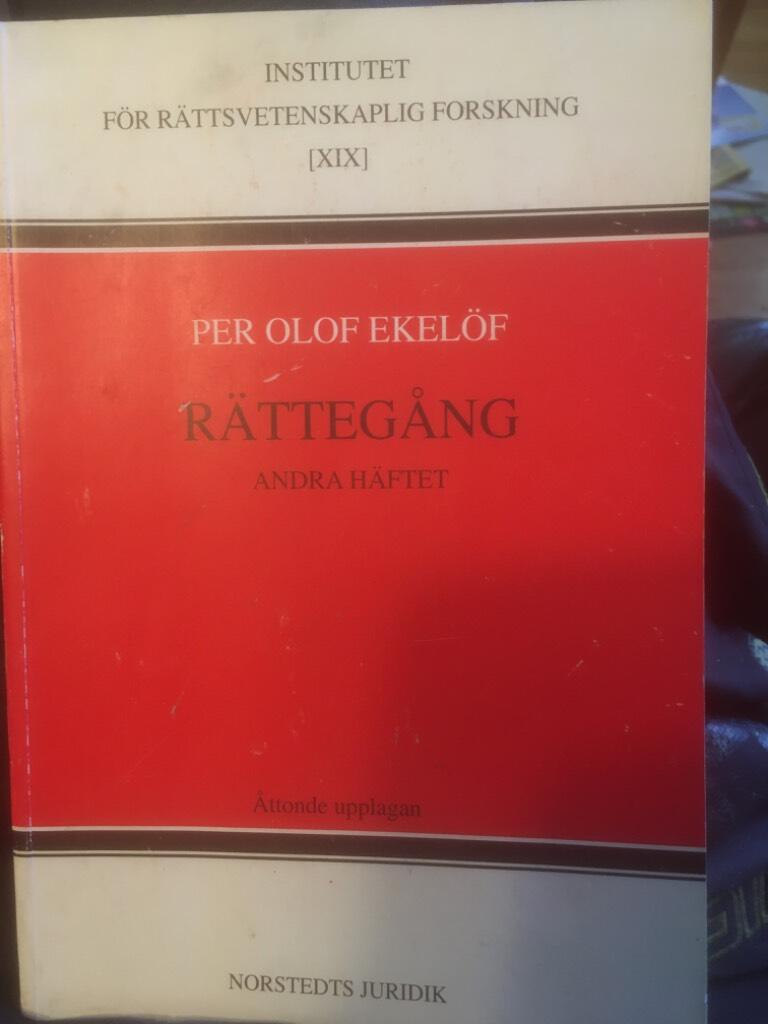 INSTITUTET
FÖR RÄTTSVETENSKAPLIG FORSKNING
[XIX]
PER OLOF EKELÖF
RÄTTEGÅNG
ANDRA HÄFTET
Åttonde upplagan
NORSTEDTS JURIDIK